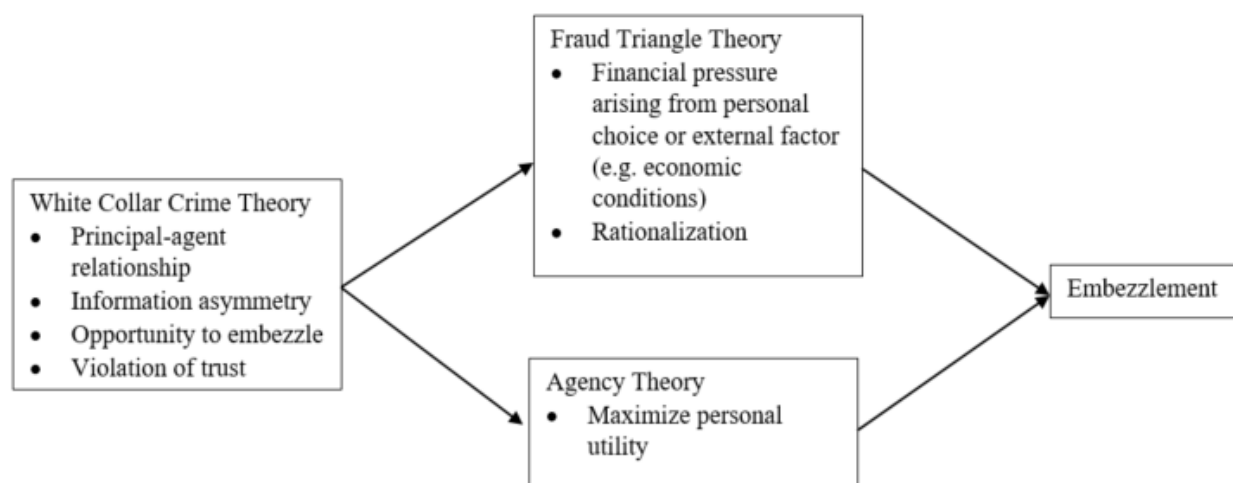 White Collar Crime Theory
• Principal-agent
relationship
• Information asymmetry
• Opportunity to embezzle
• Violation of trust
Fraud Triangle Theory
• Financial pressure
arising from personal
choice or external factor
(e.g. economic
conditions)
• Rationalization
Agency Theory
• Maximize personal
utility
Embezzlement